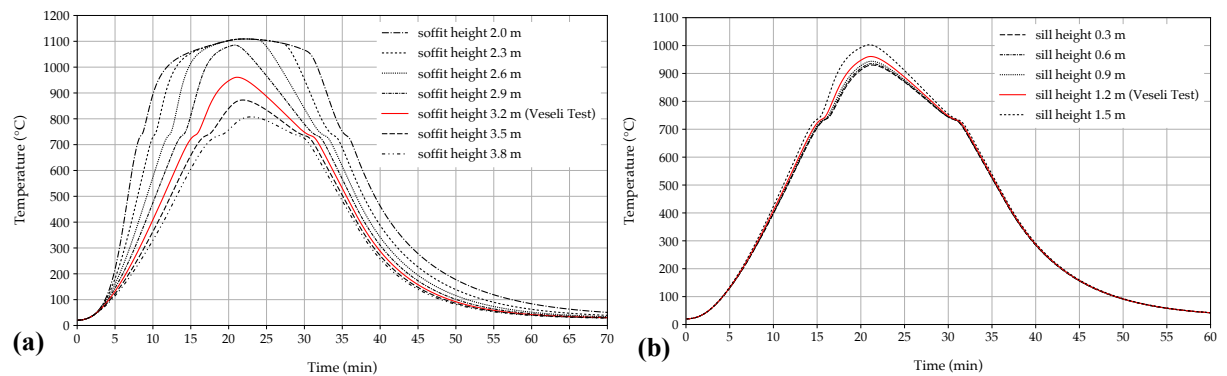 1200
1100
1000
900
800
700
600
500
400
300
200
100
0
Temperature (°C)
soffit height 2.0 m
soffit height 2.3 m
soffit height 2.6 m
soffit height 2.9 m
soffit height 3.2 m (Veseli Test)
soffit height 3.5 m
soffit height 3.8 m
0 5 10 15 20 25 30 35 40 45 50 55 60 65 70
Time (min)
(a)
1100
1000
900
800
700
600
500
400
300
200
100
0
Temperature (°C)
sill height 0.3 m
sill height 0.6 m
sill height 0.9 m
sill height 1.2 m (Veseli Test)
sill height 1.5 m
0 5 10 15 20 25 30 35 40 45 50 55 60
Time (min)
(b)